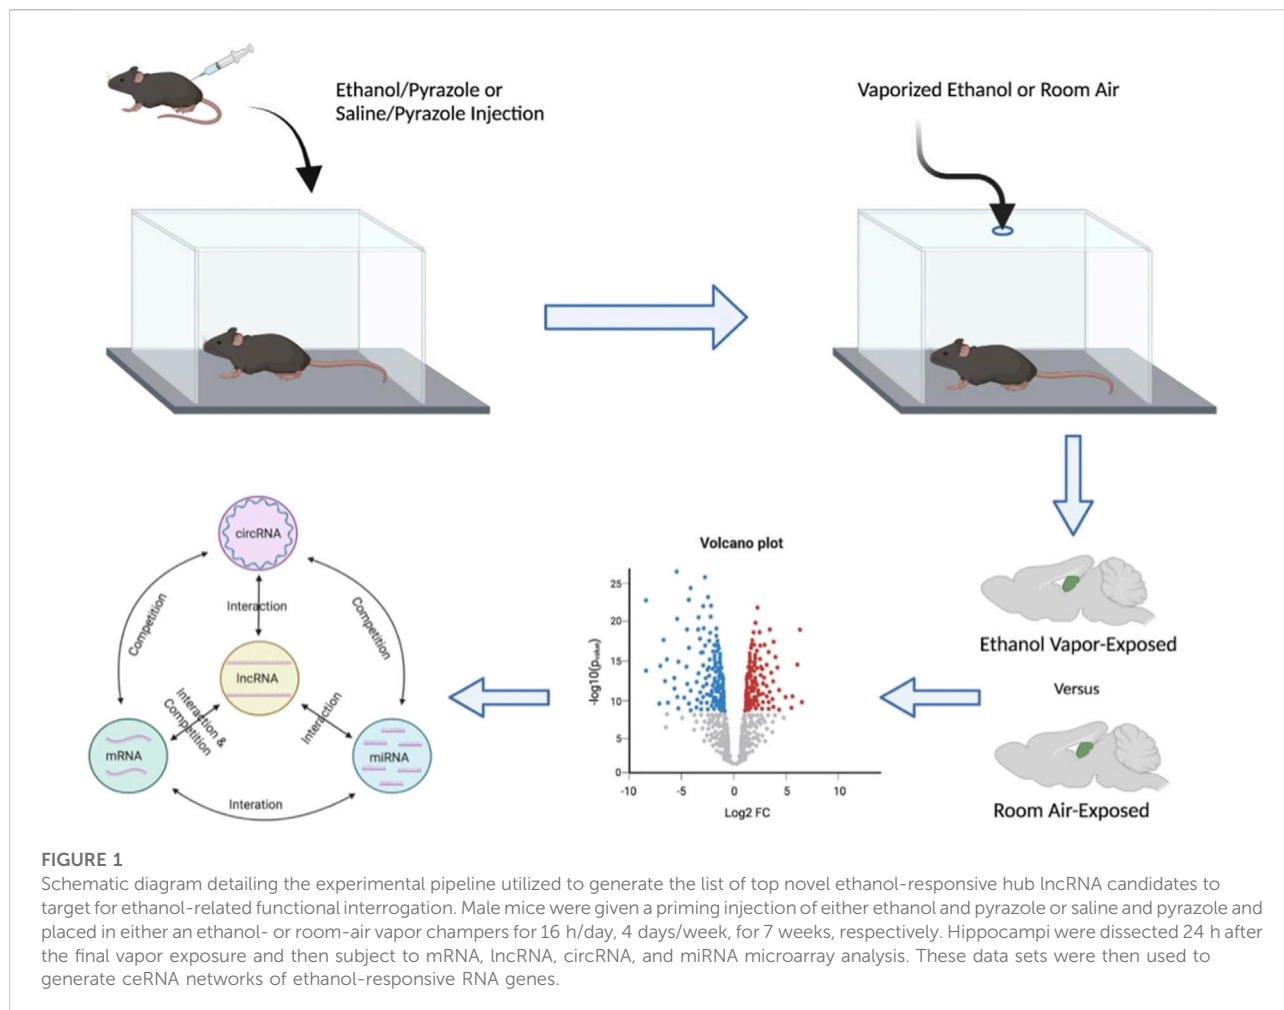 Ethanol/Pyrazole or
Saline/Pyrazole Injection
Vaporized Ethanol or Room Air
circRNA
Competition
Interaction
Competition
lncRNA
Interaction &
Competition
Interaction
mRNA
miRNA
Interation
Volcano plot
-log10(pvalue)
25
20
15
10
5
0
-10
-5
0
5
10
Log2 FC
Ethanol Vapor-Exposed
Versus
Room Air-Exposed
FIGURE 1
Schematic diagram detailing the experimental pipeline utilized to generate the list of top novel ethanol-responsive hub lncRNA candidates to
target for ethanol-related functional interrogation. Male mice were given a priming injection of either ethanol and pyrazole or saline and pyrazole and
placed in either an ethanol- or room-air vapor champers for 16 h/day, 4 days/week, for 7 weeks, respectively. Hippocampi were dissected 24 h after
the final vapor exposure and then subject to mRNA, lncRNA, circRNA, and miRNA microarray analysis. These data sets were then used to
generate ceRNA networks of ethanol-responsive RNA genes.